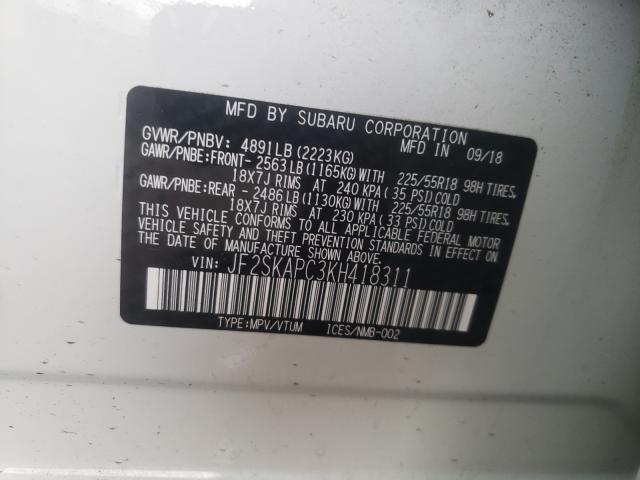 MFD BY SUBARU CORPORATION
GVWR/PNBV: 4891LB(2223KG) MFD IN 09/18
GAWR/PNBE:FRONT-2563LB(1165KG)WITH 225/55R18 98H TIRES,
18X7J RIMS AT 240 KPA(35 PSI)COLD
GAWR/PNBE:REAR -2486LB(1130KG)WITH 225/55R18 98H TIRES,
18X7J RIMS AT 230 KPA(33 PSI)COLD
THIS VEHICLE CONFORMS TO ALL APPLICABLE FEDERAL MOTOR
VEHICLE SAFETY AND THEFT PREVENTION STANDARDS IN EFFECT ON
THE DATE OF MANUFACTURE SHOWN ABOVE.
VIN: JF2SKAPC3KH418311
TYPE:MPV/VTUM ICES/NMB-002